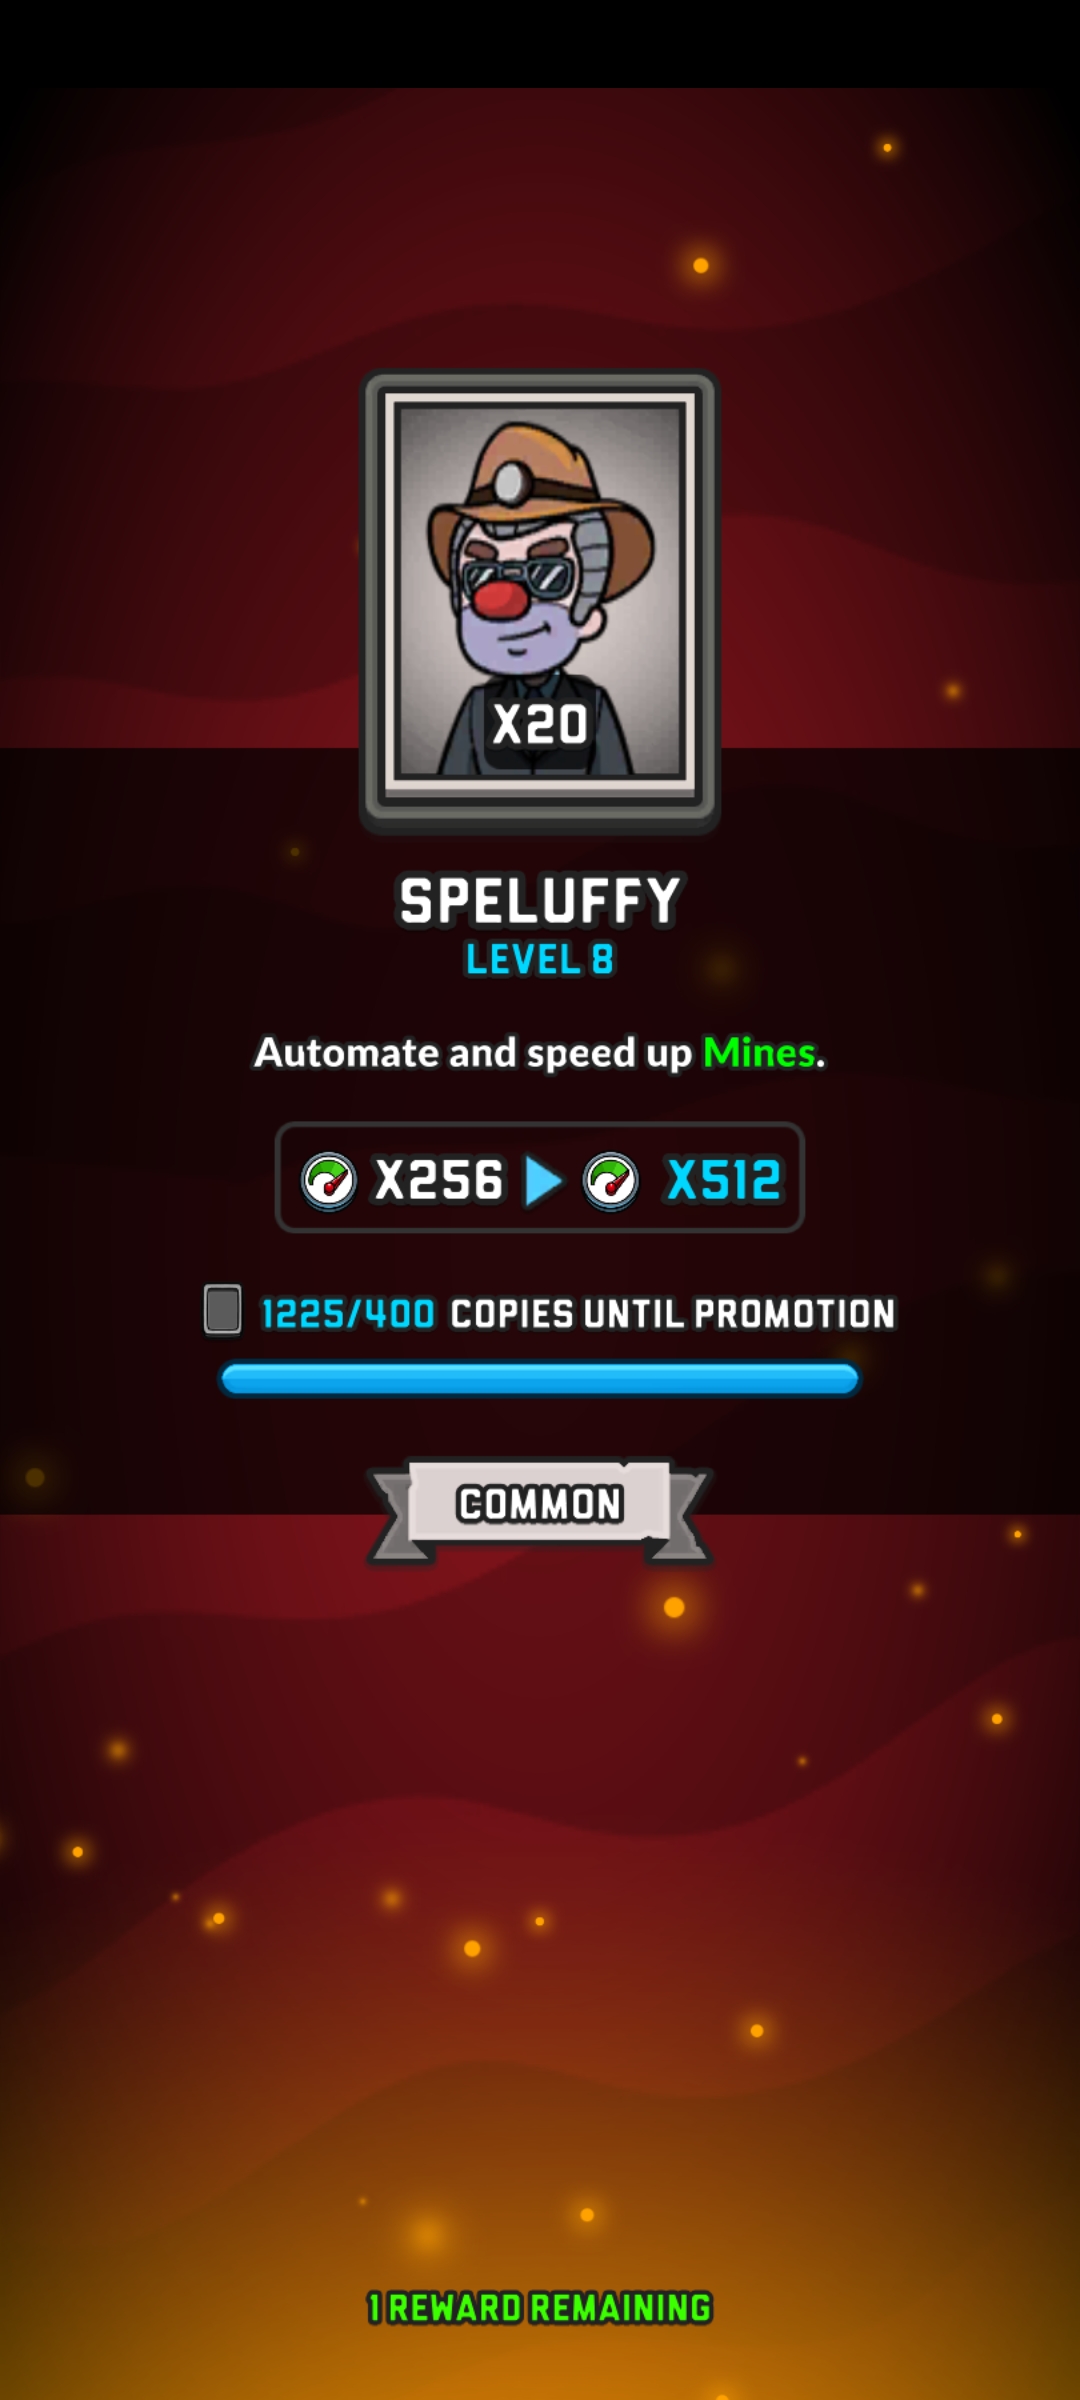 X20
SPELUFFY
LEVEL 8
Automate and speed up Mines.
X256 X512
1225/400 COPIES UNTIL PROMOTION
COMMON
1 REWARD REMAINING